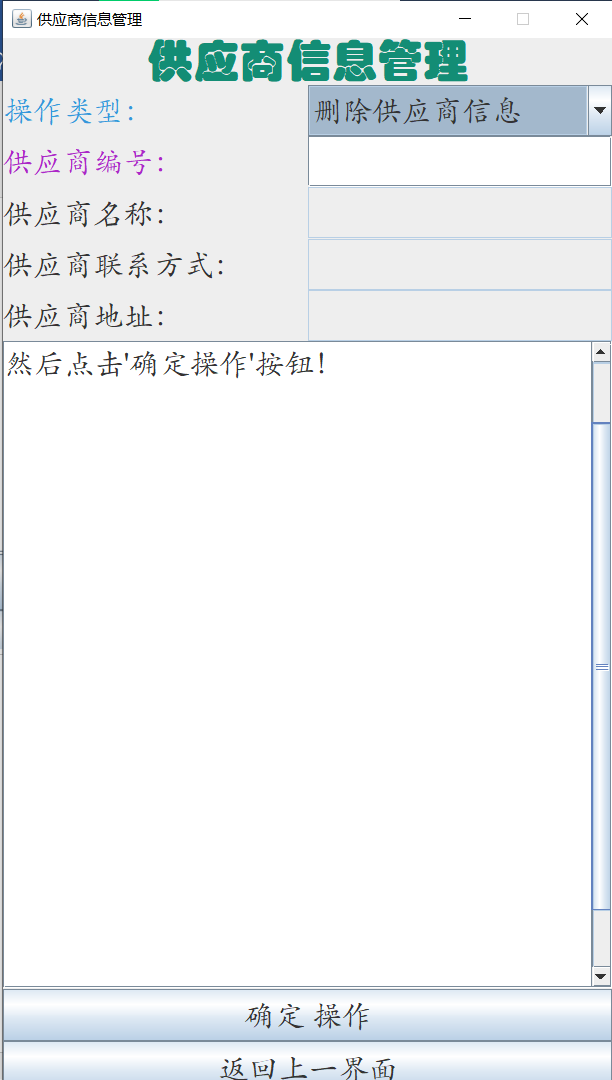 供应商信息管理
供应商信息管理
操作类型:
删除供应商信息
供应商编号:
供应商名称:
供应商联系方式:
供应商地址:
然后点击'确定操作'按钮!
确定 操作
返回上一界面